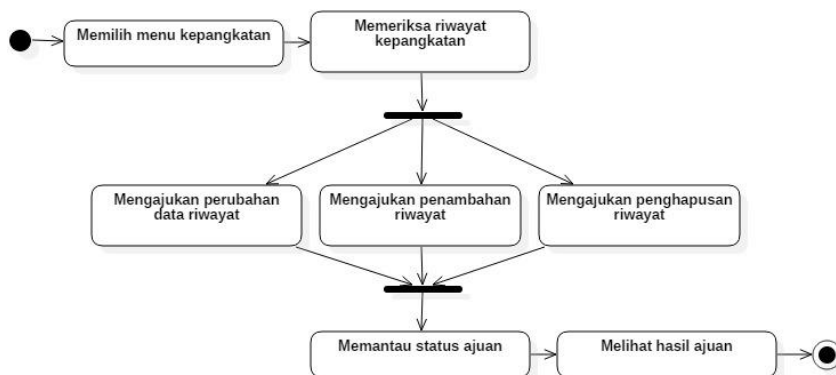 Memilih menu kepangkatan
Memeriksa riwayat
kepangkatan
Mengajukan perubahan
data riwayat
Mengajukan penambahan
riwayat
Mengajukan penghapusan
riwayat
Memantau status ajuan
Melihat hasil ajuan